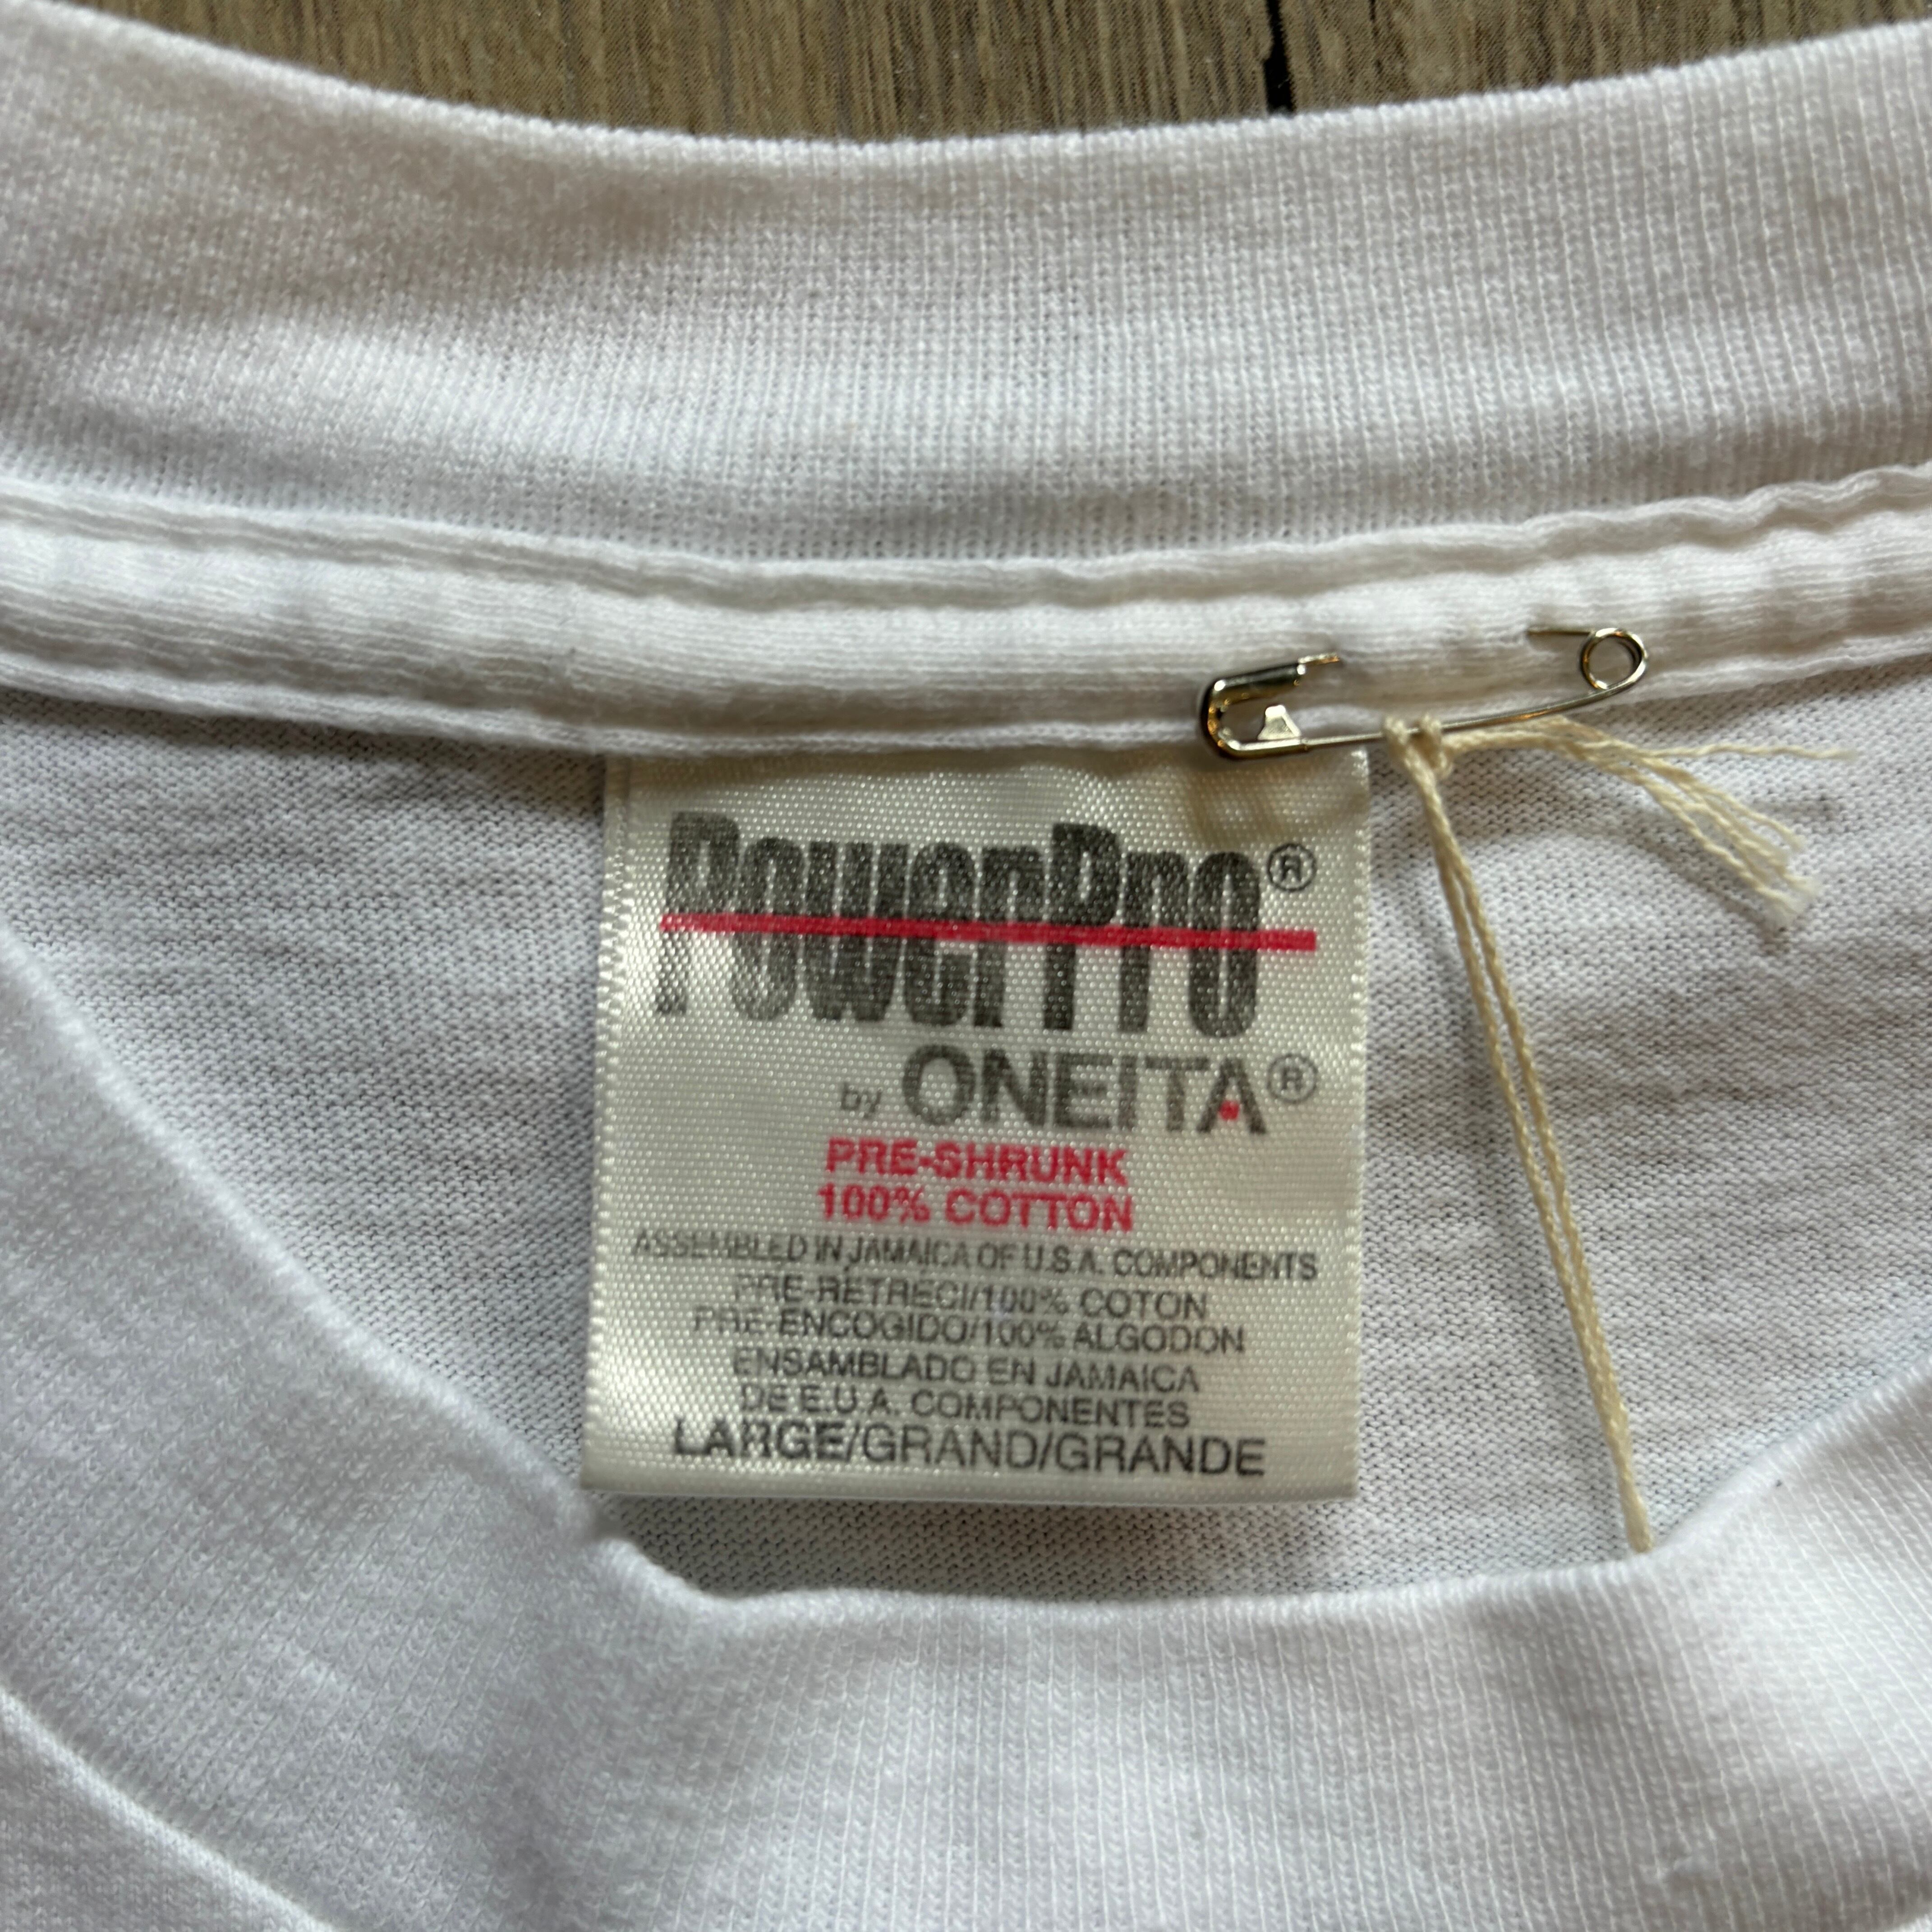 PowerPro®
by ONEITA®
PRE-SHRUNK
100% COTTON
ASSEMBLED IN JAMAICA OF U.S.A. COMPONENTS
PRE-RETRECI/100% COTON
PRE-ENCOGIDO/100% ALGODON
ENSAMBLADO EN JAMAICA
DE E.U.A. COMPONENTES
LARGE/GRAND/GRANDE